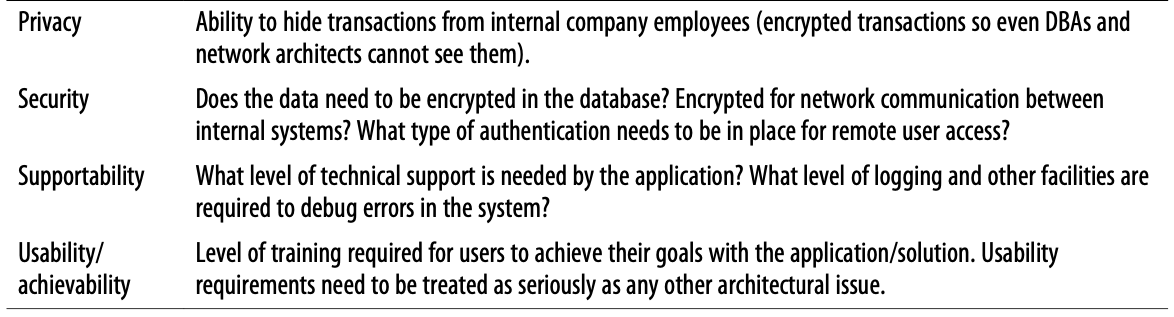 Privacy Ability to hide transactions from internal company employees (encrypted transactions so even DBAs and
network architects cannot see them).
Security Does the data need to be encrypted in the database? Encrypted for network communication between
internal systems? What type of authentication needs to be in place for remote user access?
Supportability What level of technical support is needed by the application? What level of logging and other facilities are
required to debug errors in the system?
Usability/ Level of training required for users to achieve their goals with the application/solution. Usability
achievability requirements need to be treated as seriously as any other architectural issue.